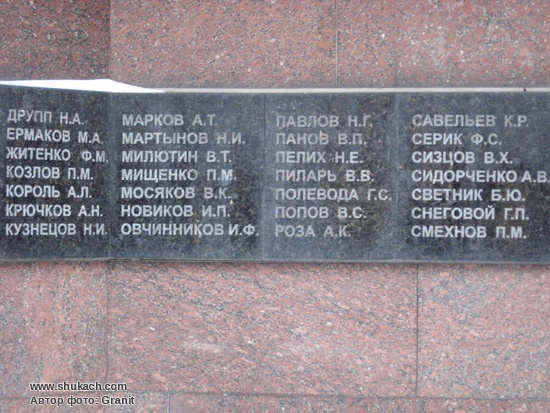 ДРУПП Н.А.
ЕРМАКОВ М.А.
ЖИТЕНКО Ф.М.
КОЗЛОВ П.М.
КОРОЛЬ А.Л.
КРЮЧКОВ А.Н.
КУЗНЕЦОВ Н.И.
МАРКОВ А.Т.
МАРТЫНОВ Н.И.
МИЛЮТИН В.Т.
МИЩЕНКО П.М.
МОСЯКОВ В.К.
НОВИКОВ И.П.
ОВЧИННИКОВ И.Ф.
ПАВЛОВ Н.Г.
ПАНОВ В.П.
ПЕЛИХ Н.Е.
ПИЛАРЬ В.В.
ПОЛЕВОДА Г.С.
ПОПОВ В.С.
РОЗА А.К.
САВЕЛЬЕВ К.Р.
СЕРИК Ф.С.
СИЗЦОВ В.Х.
СИДОРЧЕНКО А.В.
СВЕТНИК Б.Ю.
СНЕГОВОЙ Г.П.
СМЕХНОВ П.М.
www.shukach.com
Автор фото: Granit